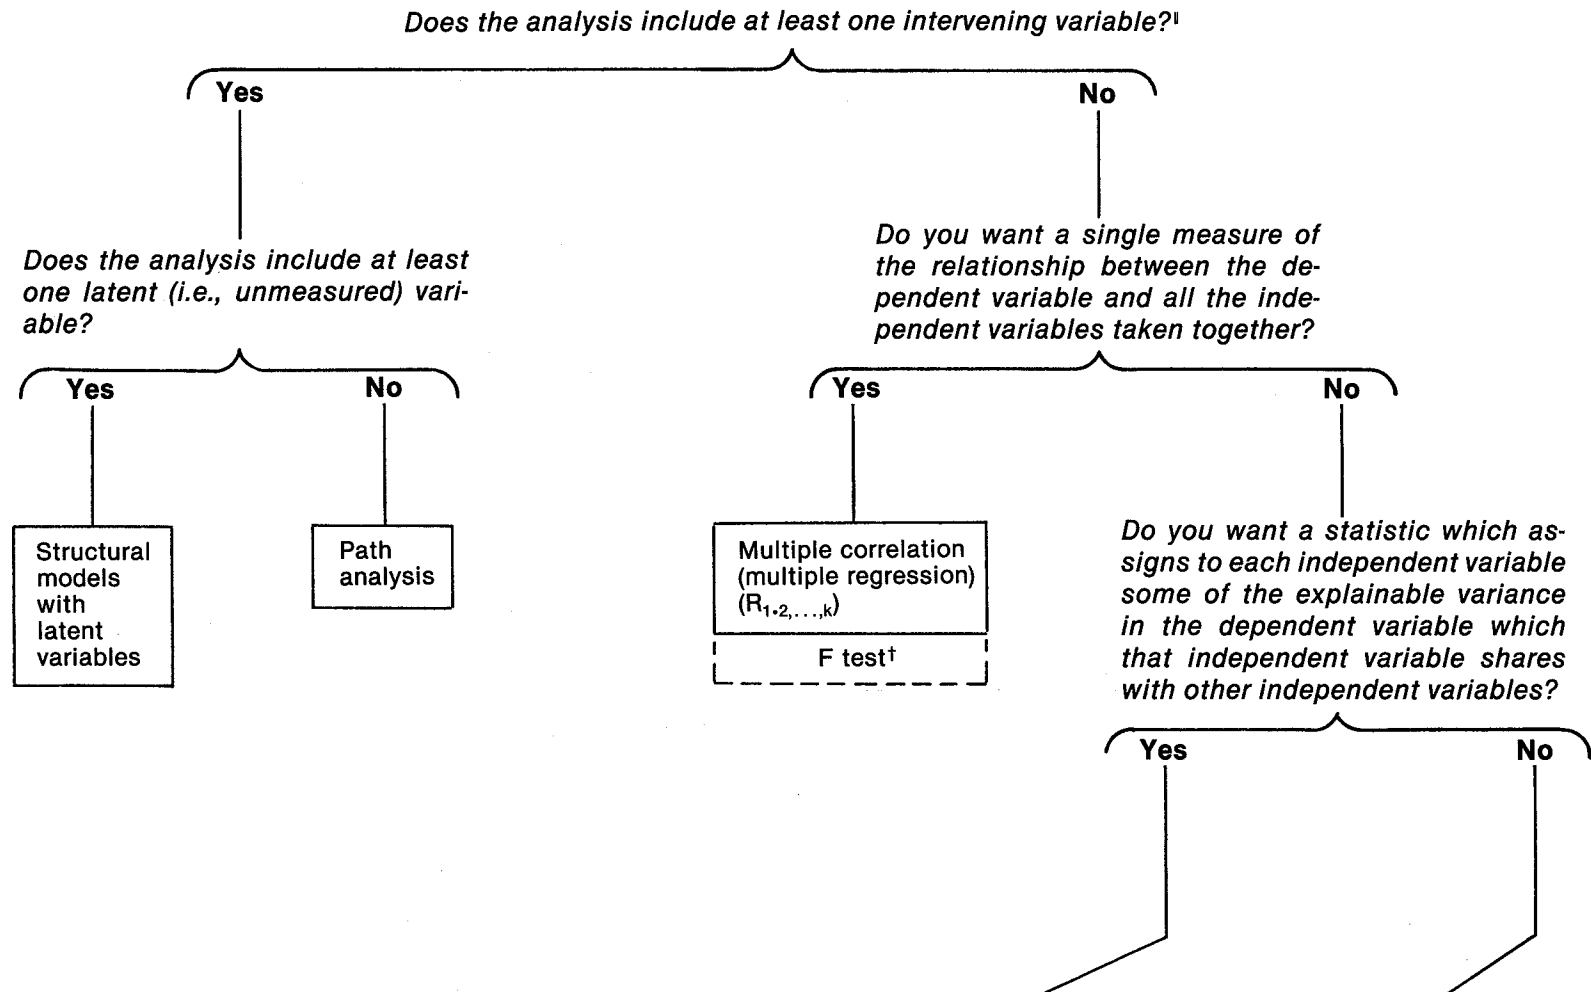 Does the analysis include at least one intervening variable?‖
Yes
No
Does the analysis include at least
one latent (i.e., unmeasured) vari-
able?
Do you want a single measure of
the relationship between the de-
pendent variable and all the inde-
pendent variables taken together?
Yes
No
Yes
No
Structural
models
with
latent
variables
Path
analysis
Multiple correlation
(multiple regression)
(R₁•₂,...,ₖ)
F test†
Do you want a statistic which as-
signs to each independent variable
some of the explainable variance
in the dependent variable which
that independent variable shares
with other independent variables?
Yes
No